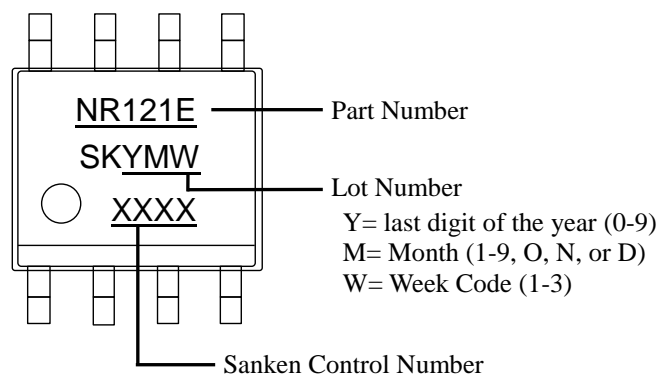 NR121E
Part Number
SKYMW
Lot Number
XXXX
Y= last digit of the year (0-9)
M= Month (1-9, O, N, or D)
W= Week Code (1-3)
Sanken Control Number